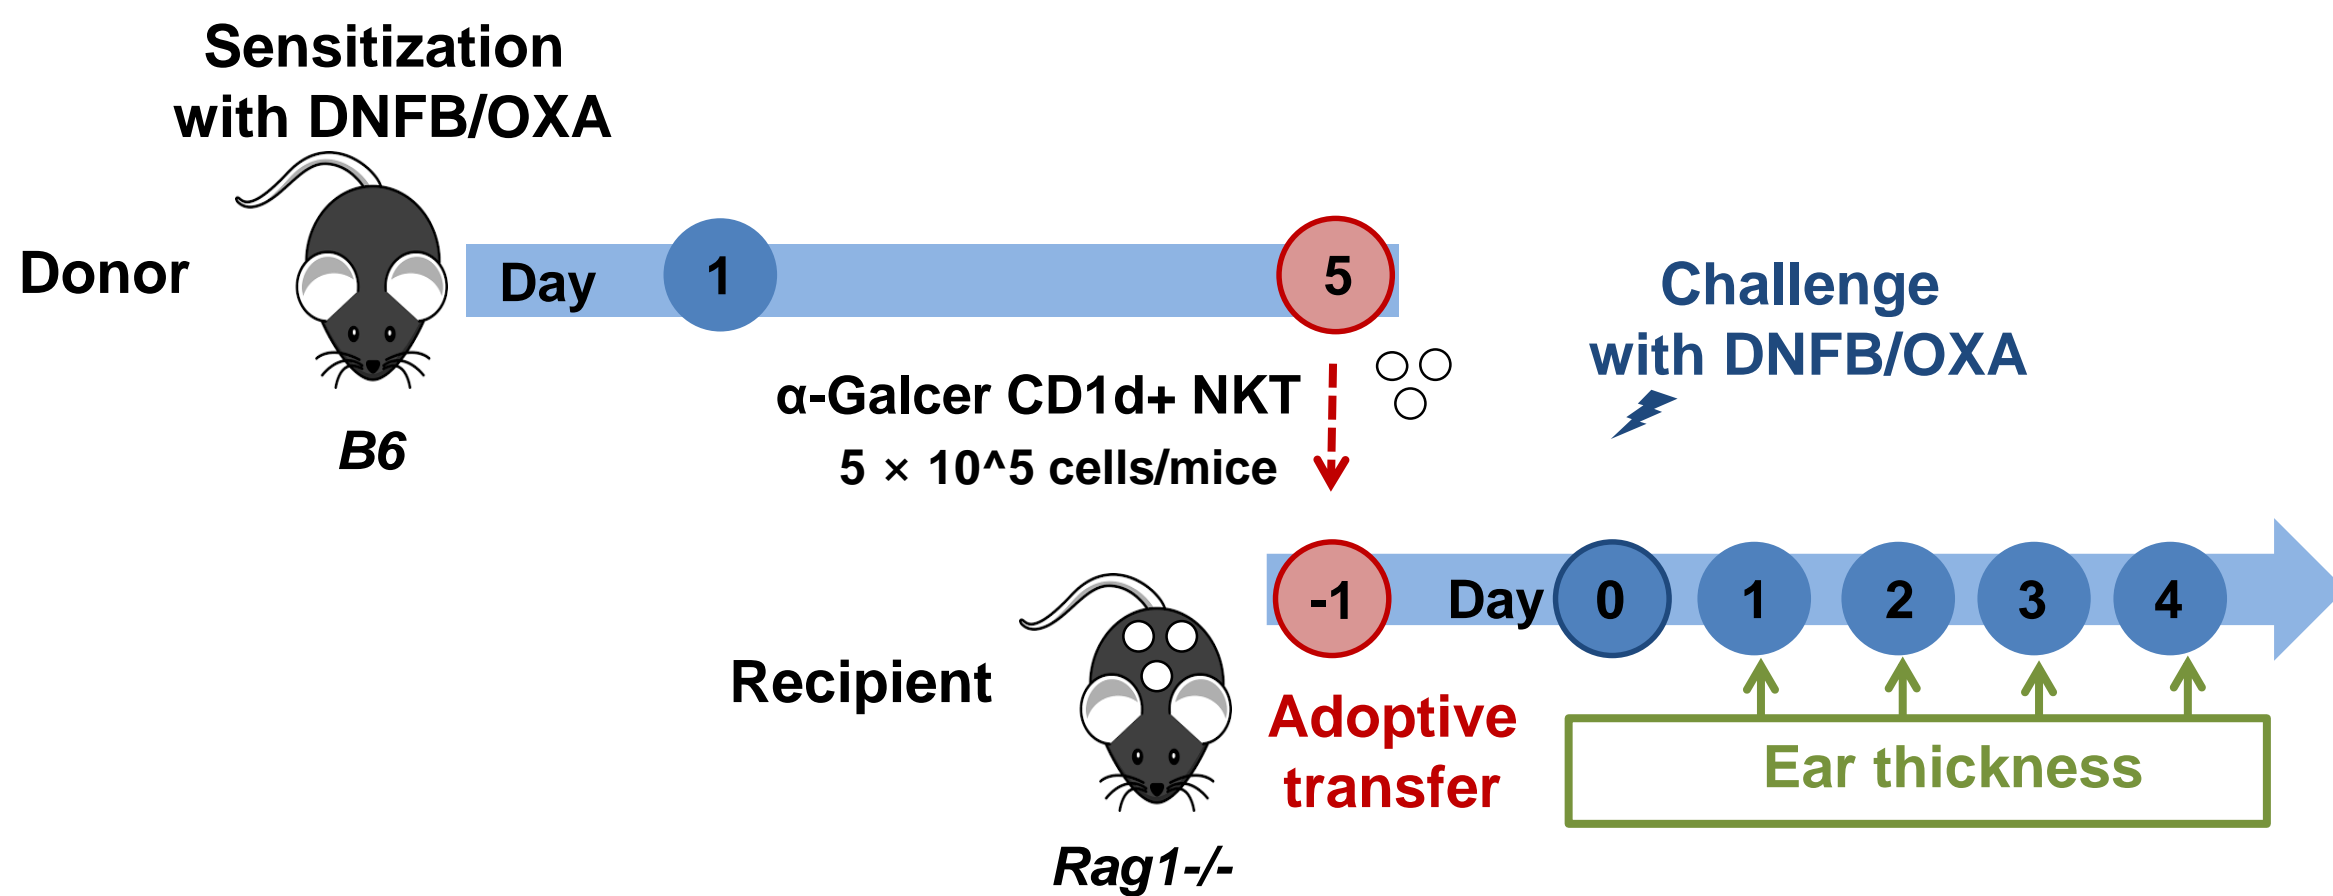 Sensitization
with DNFB/OXA
Donor
B6
Day 1 5
α-Galcer CD1d+ NKT
5 × 10^5 cells/mice
Challenge
with DNFB/OXA
Recipient
Rag1-/-
-1 Day 0 1 2 3 4
Adoptive
transfer
Ear thickness